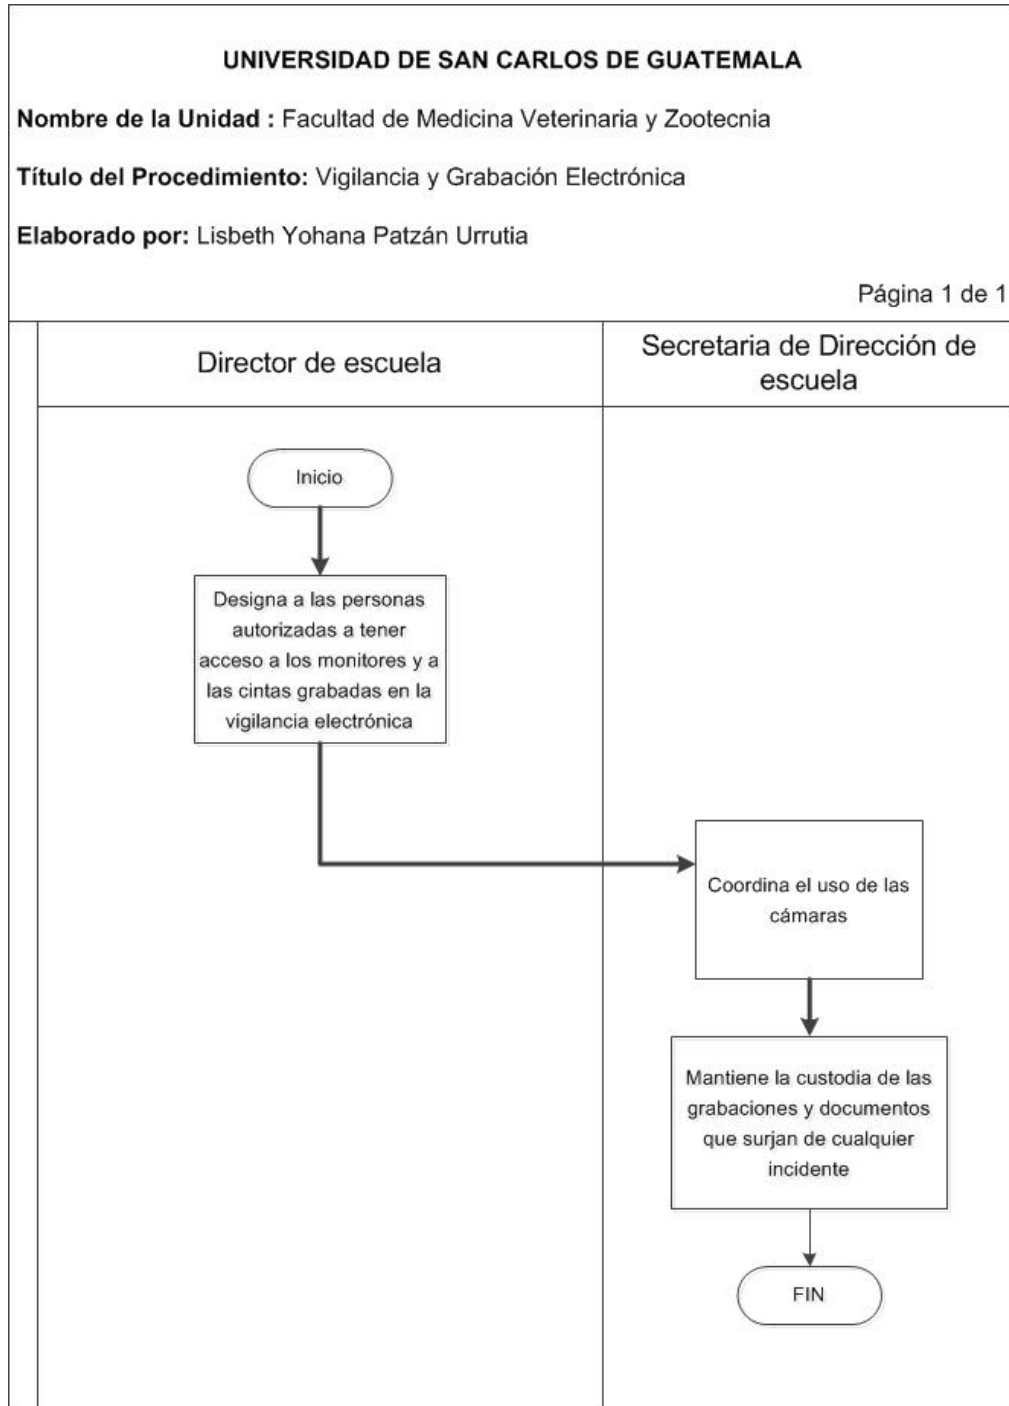 UNIVERSIDAD DE SAN CARLOS DE GUATEMALA
Nombre de la Unidad : Facultad de Medicina Veterinaria y Zootecnia
Título del Procedimiento: Vigilancia y Grabación Electrónica
Elaborado por: Lisbeth Yohana Patzán Urrutia
Página 1 de 1
Director de escuela
Secretaria de Dirección de
escuela
Inicio
Designa a las personas
autorizadas a tener
acceso a los monitores y a
las cintas grabadas en la
vigilancia electrónica
Coordina el uso de las
cámaras
Mantiene la custodia de las
grabaciones y documentos
que surjan de cualquier
incidente
FIN